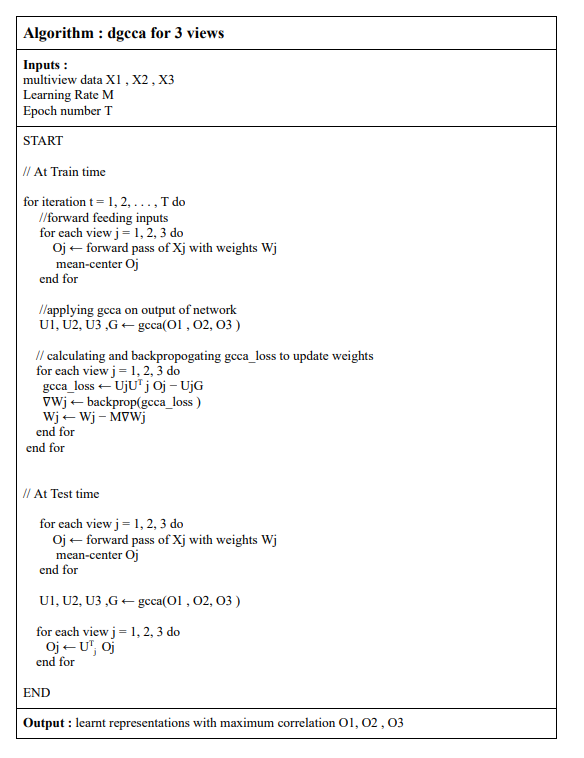 Algorithm : dgcca for 3 views
Inputs :
multiview data X1 , X2 , X3
Learning Rate M
Epoch number T
START
// At Train time
for iteration t = 1, 2, . . . , T do
//forward feeding inputs
for each view j = 1, 2, 3 do
Oj ← forward pass of Xj with weights Wj
mean-center Oj
end for
//applying gcca on output of network
U1, U2, U3 ,G ← gcca(O1 , O2, O3 )
// calculating and backpropogating gcca_loss to update weights
for each view j = 1, 2, 3 do
gcca_loss ← UjUᵀ j Oj − UjG
∇Wj ← backprop(gcca_loss )
Wj ← Wj − M∇Wj
end for
end for
// At Test time
for each view j = 1, 2, 3 do
Oj ← forward pass of Xj with weights Wj
mean-center Oj
end for
U1, U2, U3 ,G ← gcca(O1 , O2, O3 )
for each view j = 1, 2, 3 do
Oj ← Uᵀⱼ Oj
end for
END
Output : learnt representations with maximum correlation O1, O2 , O3